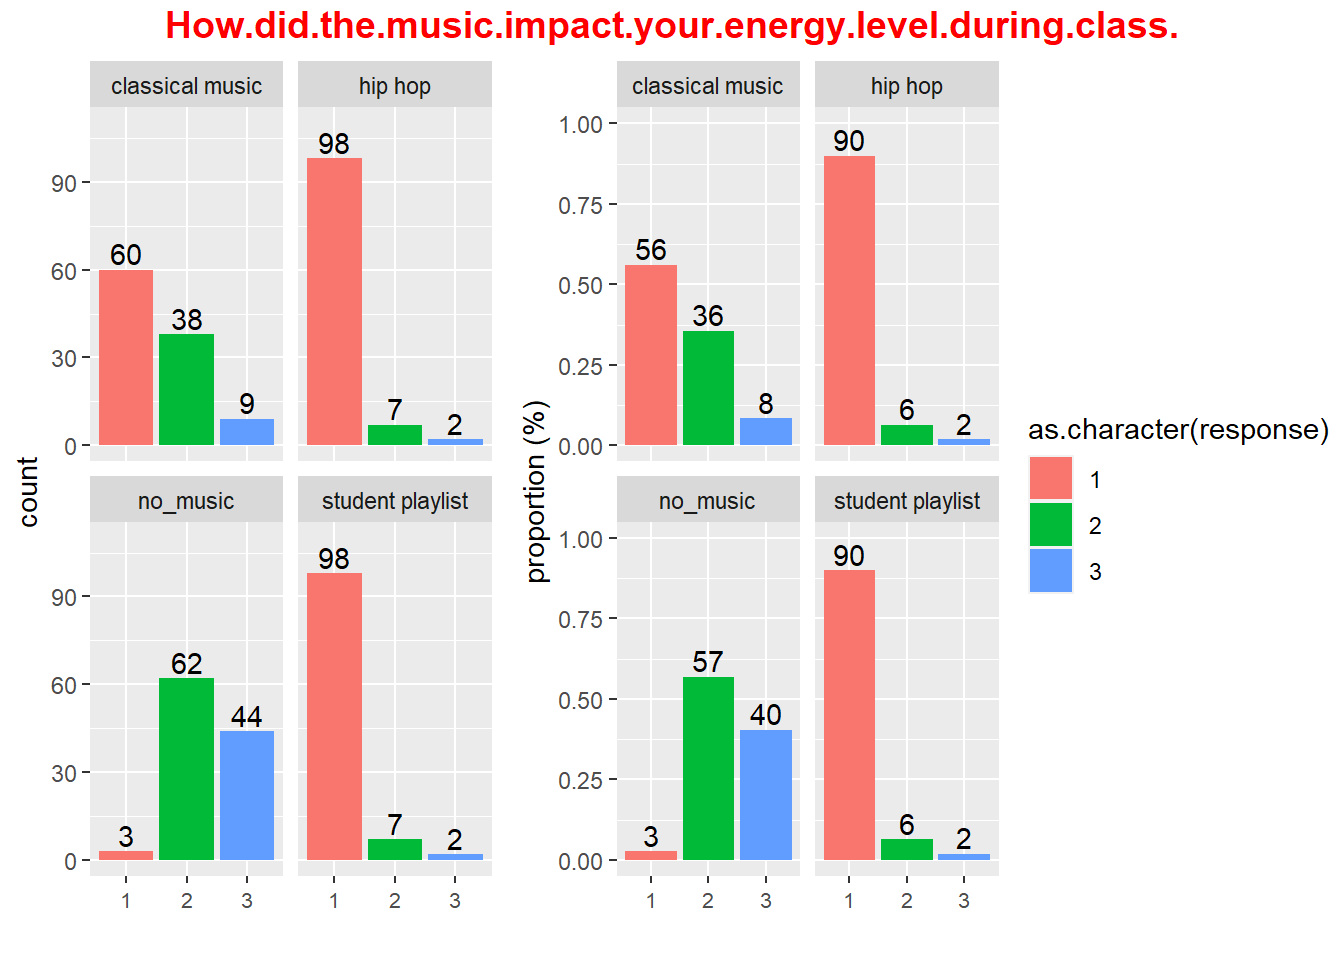 How.did.the.music.impact.your.energy.level.during.class.
count
classical music
hip hop
90
60
30
0
60
38
9
98
7
2
no_music
student playlist
90
60
30
0
3
62
44
98
7
2
1 2 3
1 2 3
proportion (%)
classical music
hip hop
1.00
0.75
0.50
0.25
0.00
56
36
8
90
6
2
no_music
student playlist
1.00
0.75
0.50
0.25
0.00
3
57
40
90
6
2
1 2 3
1 2 3
as.character(response)
1
2
3